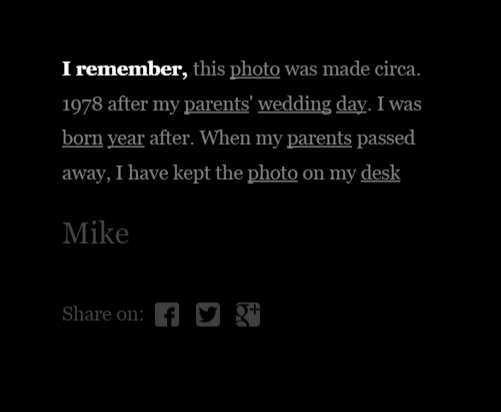 I remember, this photo was made circa.
1978 after my parents' wedding day. I was
born year after. When my parents passed
away, I have kept the photo on my desk
Mike
Share on: